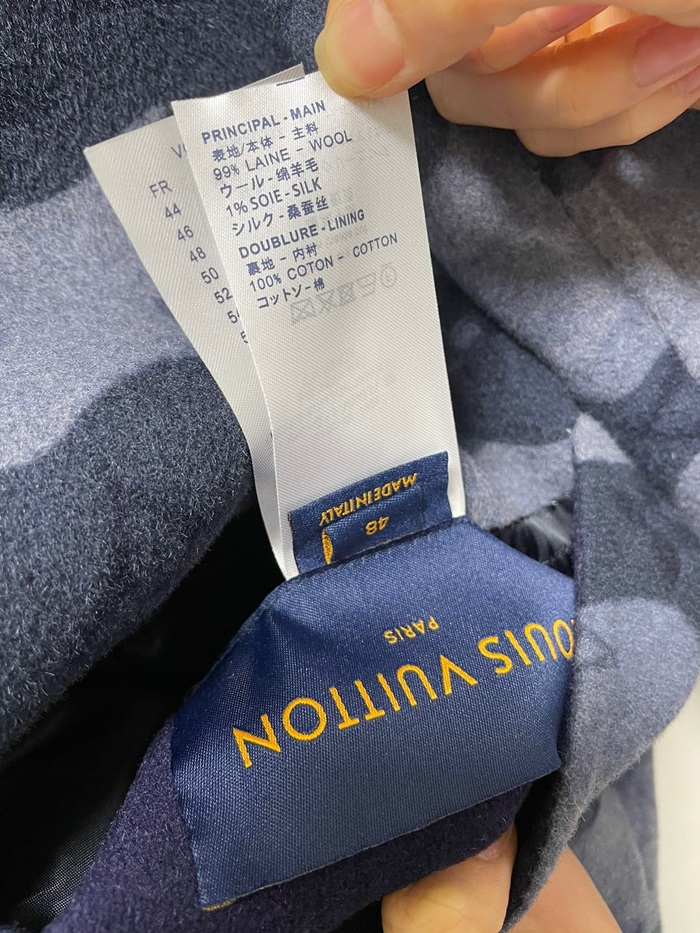 PRINCIPAL - MAIN
表地/本体 - 主料
99% LAINE - WOOL
ウール - 绵羊毛
1% SOIE - SILK
シルク - 桑蚕丝
DOUBLURE - LINING
裏地 - 内衬
100% COTON - COTTON
コットン - 棉
FR
44
46
48
50
52
MADE IN ITALY
48
LOUIS VUITTON
PARIS